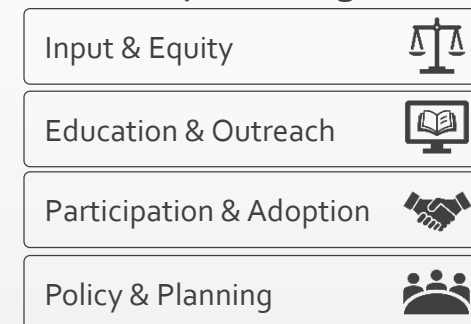 Input & Equity
Education & Outreach
Participation & Adoption
Policy & Planning